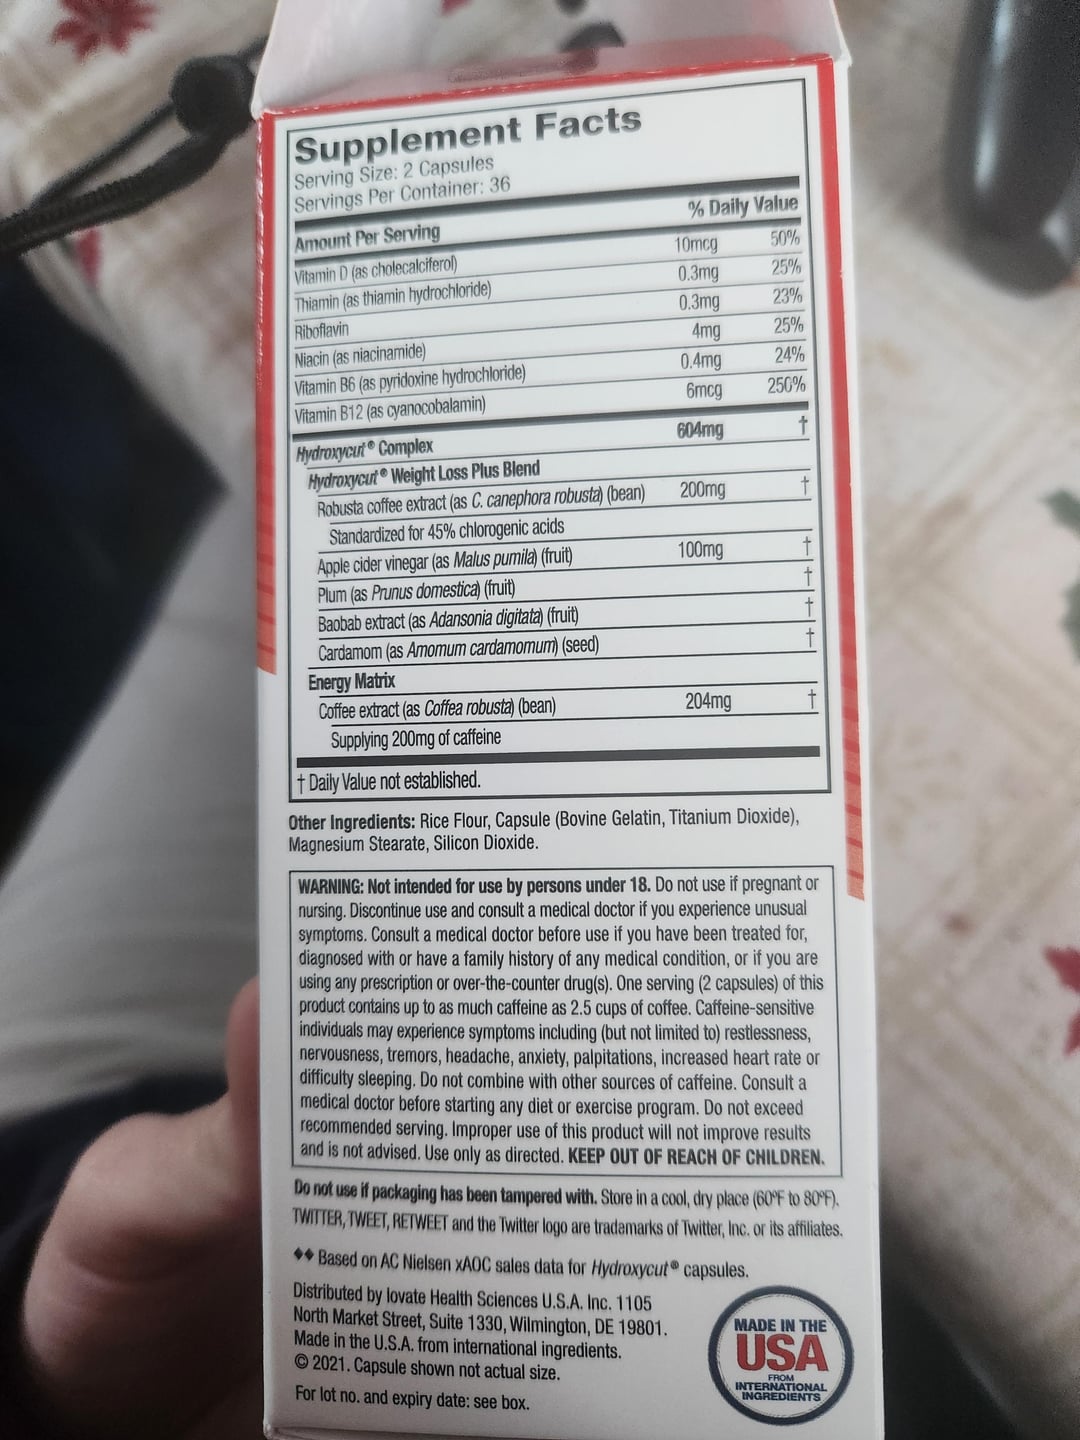 Supplement Facts
Serving Size: 2 Capsules
Servings Per Container: 36
% Daily Value
Amount Per Serving
Vitamin D (as cholecalciferol) 10mcg 50%
Thiamin (as thiamin hydrochloride) 0.3mg 25%
Riboflavin 0.3mg 23%
Niacin (as niacinamide) 4mg 25%
Vitamin B6 (as pyridoxine hydrochloride) 0.4mg 24%
Vitamin B12 (as cyanocobalamin) 6mcg 250%
Hydroxycut® Complex 604mg †
Hydroxycut® Weight Loss Plus Blend
Robusta coffee extract (as C. canephora robusta) (bean) 200mg †
Standardized for 45% chlorogenic acids
Apple cider vinegar (as Malus pumila) (fruit) 100mg †
Plum (as Prunus domestica) (fruit) †
Baobab extract (as Adansonia digitata) (fruit) †
Cardamom (as Amomum cardamomum) (seed) †
Energy Matrix
Coffee extract (as Coffea robusta) (bean) 204mg †
Supplying 200mg of caffeine
† Daily Value not established.
Other Ingredients: Rice Flour, Capsule (Bovine Gelatin, Titanium Dioxide),
Magnesium Stearate, Silicon Dioxide.
WARNING: Not intended for use by persons under 18. Do not use if pregnant or
nursing. Discontinue use and consult a medical doctor if you experience unusual
symptoms. Consult a medical doctor before use if you have been treated for,
diagnosed with or have a family history of any medical condition, or if you are
using any prescription or over-the-counter drug(s). One serving (2 capsules) of this
product contains up to as much caffeine as 2.5 cups of coffee. Caffeine-sensitive
individuals may experience symptoms including (but not limited to) restlessness,
nervousness, tremors, headache, anxiety, palpitations, increased heart rate or
difficulty sleeping. Do not combine with other sources of caffeine. Consult a
medical doctor before starting any diet or exercise program. Do not exceed
recommended serving. Improper use of this product will not improve results
and is not advised. Use only as directed. KEEP OUT OF REACH OF CHILDREN.
Do not use if packaging has been tampered with. Store in a cool, dry place (60°F to 80°F).
TWITTER, TWEET, RETWEET and the Twitter logo are trademarks of Twitter, Inc. or its affiliates.
◆◆ Based on AC Nielsen xAOC sales data for Hydroxycut® capsules.
Distributed by Iovate Health Sciences U.S.A. Inc. 1105
North Market Street, Suite 1330, Wilmington, DE 19801.
Made in the U.S.A. from international ingredients.
© 2021. Capsule shown not actual size.
For lot no. and expiry date: see box.
MADE IN THE
USA
FROM
INTERNATIONAL
INGREDIENTS